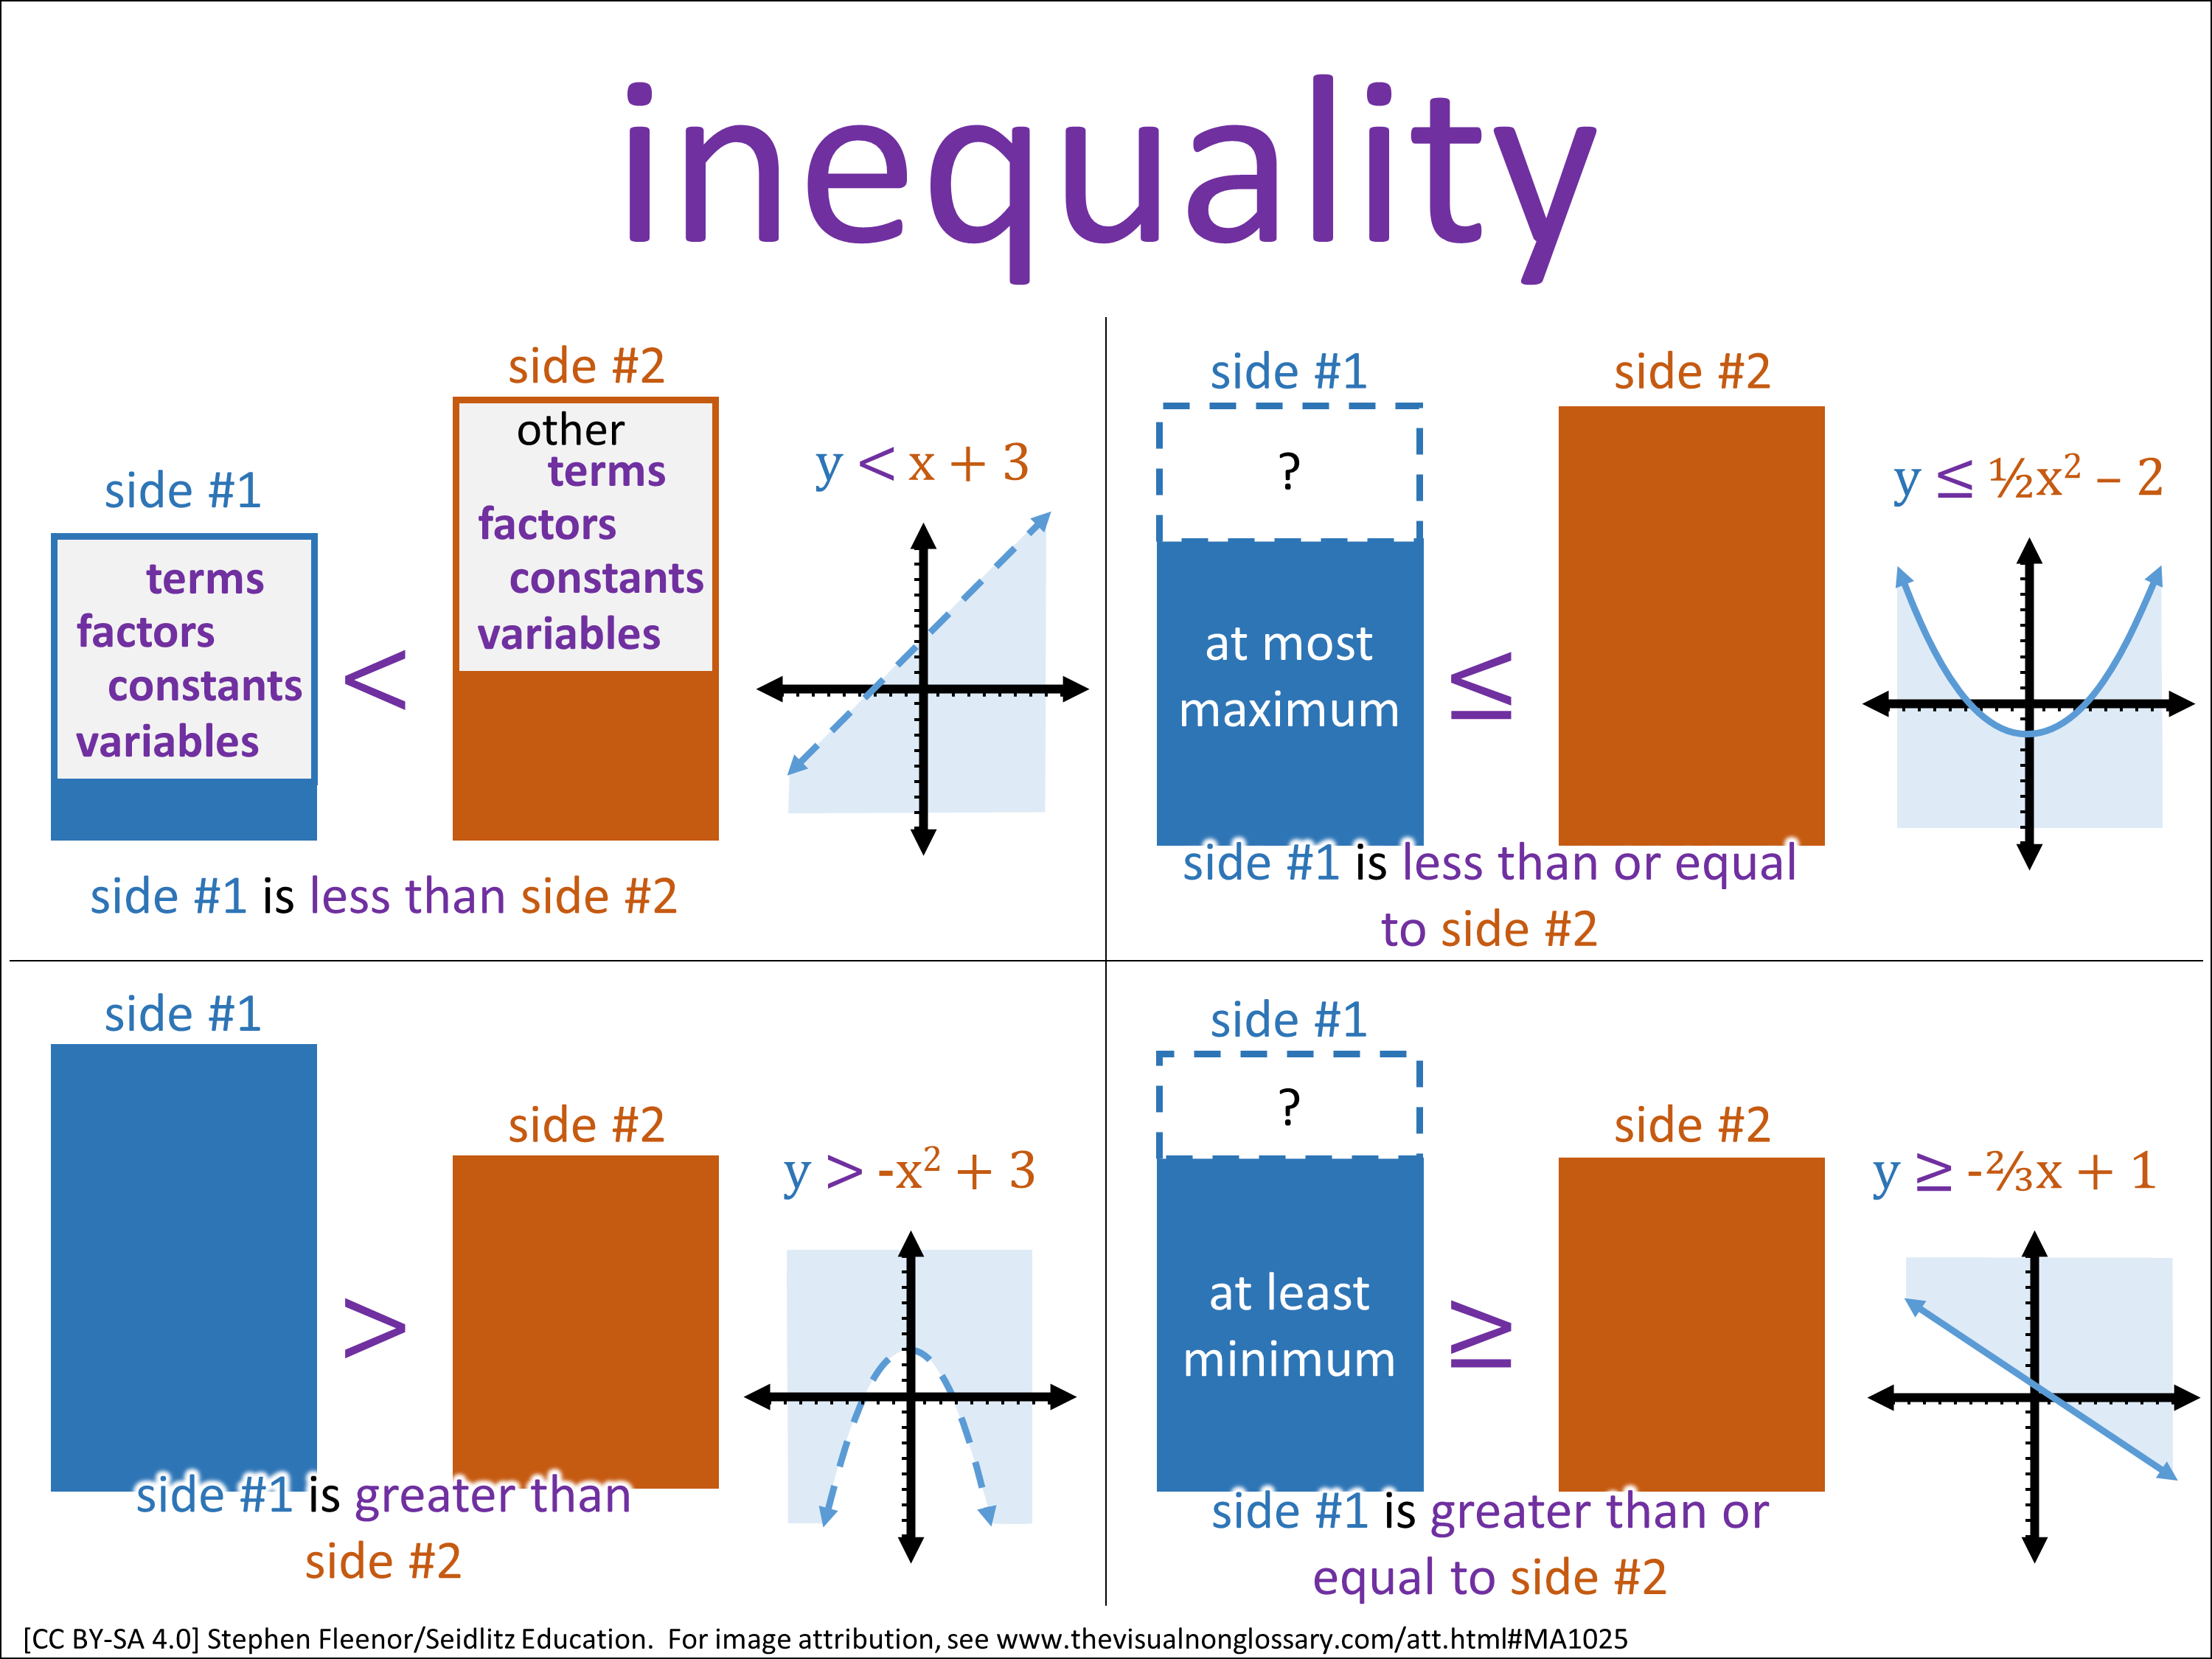 inequality
side #1
terms
factors
constants
variables
<
side #2
other
terms
factors
constants
variables
y < x + 3
side #1 is less than side #2
side #1
?
at most
maximum
≤
side #2
y ≤ ½x² – 2
side #1 is less than or equal
to side #2
side #1
>
side #2
y > -x² + 3
side #1 is greater than
side #2
side #1
?
at least
minimum
≥
side #2
y ≥ -⅔x + 1
side #1 is greater than or
equal to side #2
[CC BY-SA 4.0] Stephen Fleenor/Seidlitz Education.  For image attribution, see www.thevisualnonglossary.com/att.html#MA1025